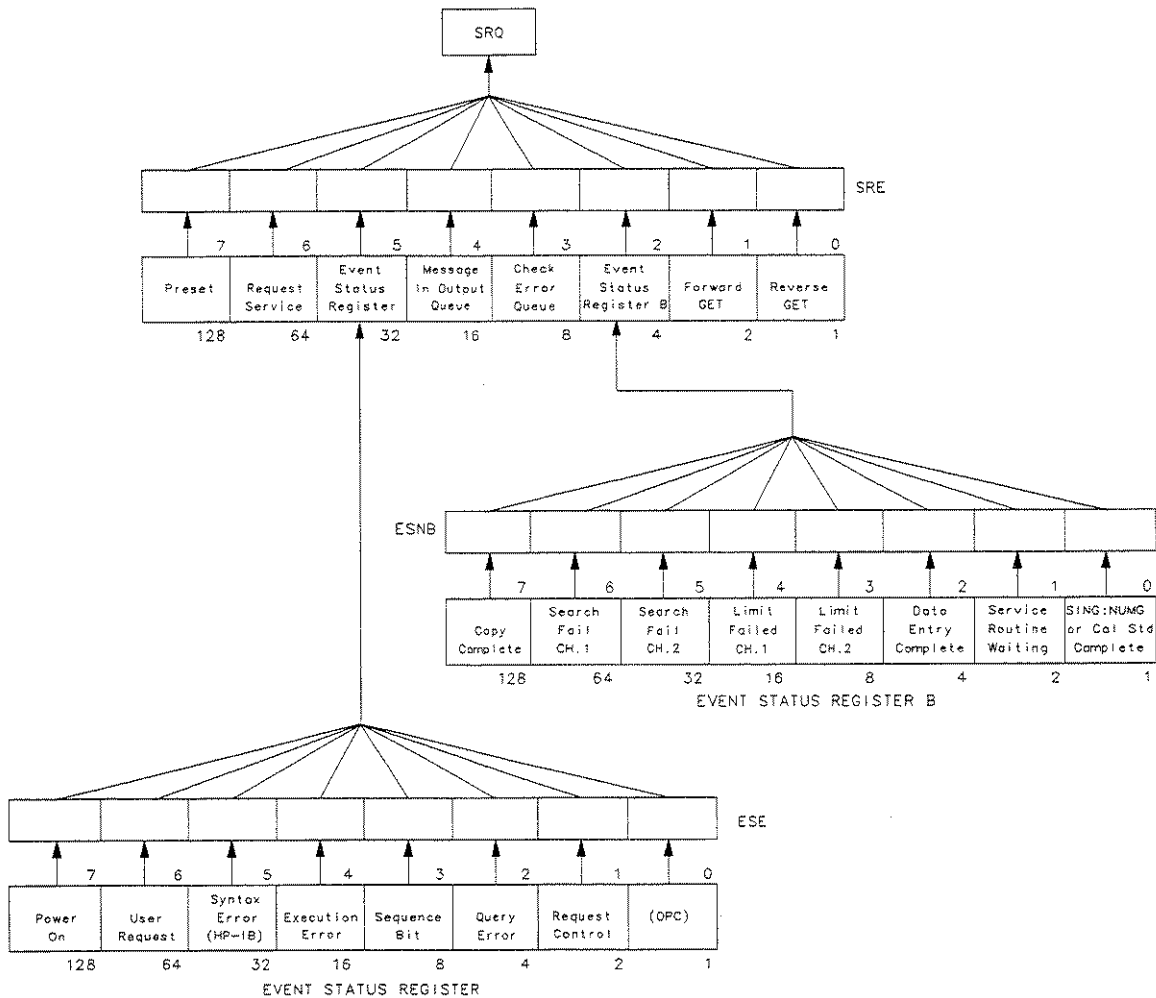 SRQ
SRE
7 6 5 4 3 2 1 0
Preset
Request
Service
Event
Status
Register
Message
in Output
Queue
Check
Error
Queue
Event
Status
Register B
Forward
GET
Reverse
GET
128 64 32 16 8 4 2 1
ESNB
7 6 5 4 3 2 1 0
Copy
Complete
Search
Fail
CH.1
Search
Fail
CH.2
Limit
Failed
CH.1
Limit
Failed
CH.2
Data
Entry
Complete
Service
Routine
Waiting
SING:NUMG
or Cal Std
Complete
128 64 32 16 8 4 2 1
EVENT STATUS REGISTER B
ESE
7 6 5 4 3 2 1 0
Power
On
User
Request
Syntax
Error
(HP-IB)
Execution
Error
Sequence
Bit
Query
Error
Request
Control
(OPC)
128 64 32 16 8 4 2 1
EVENT STATUS REGISTER